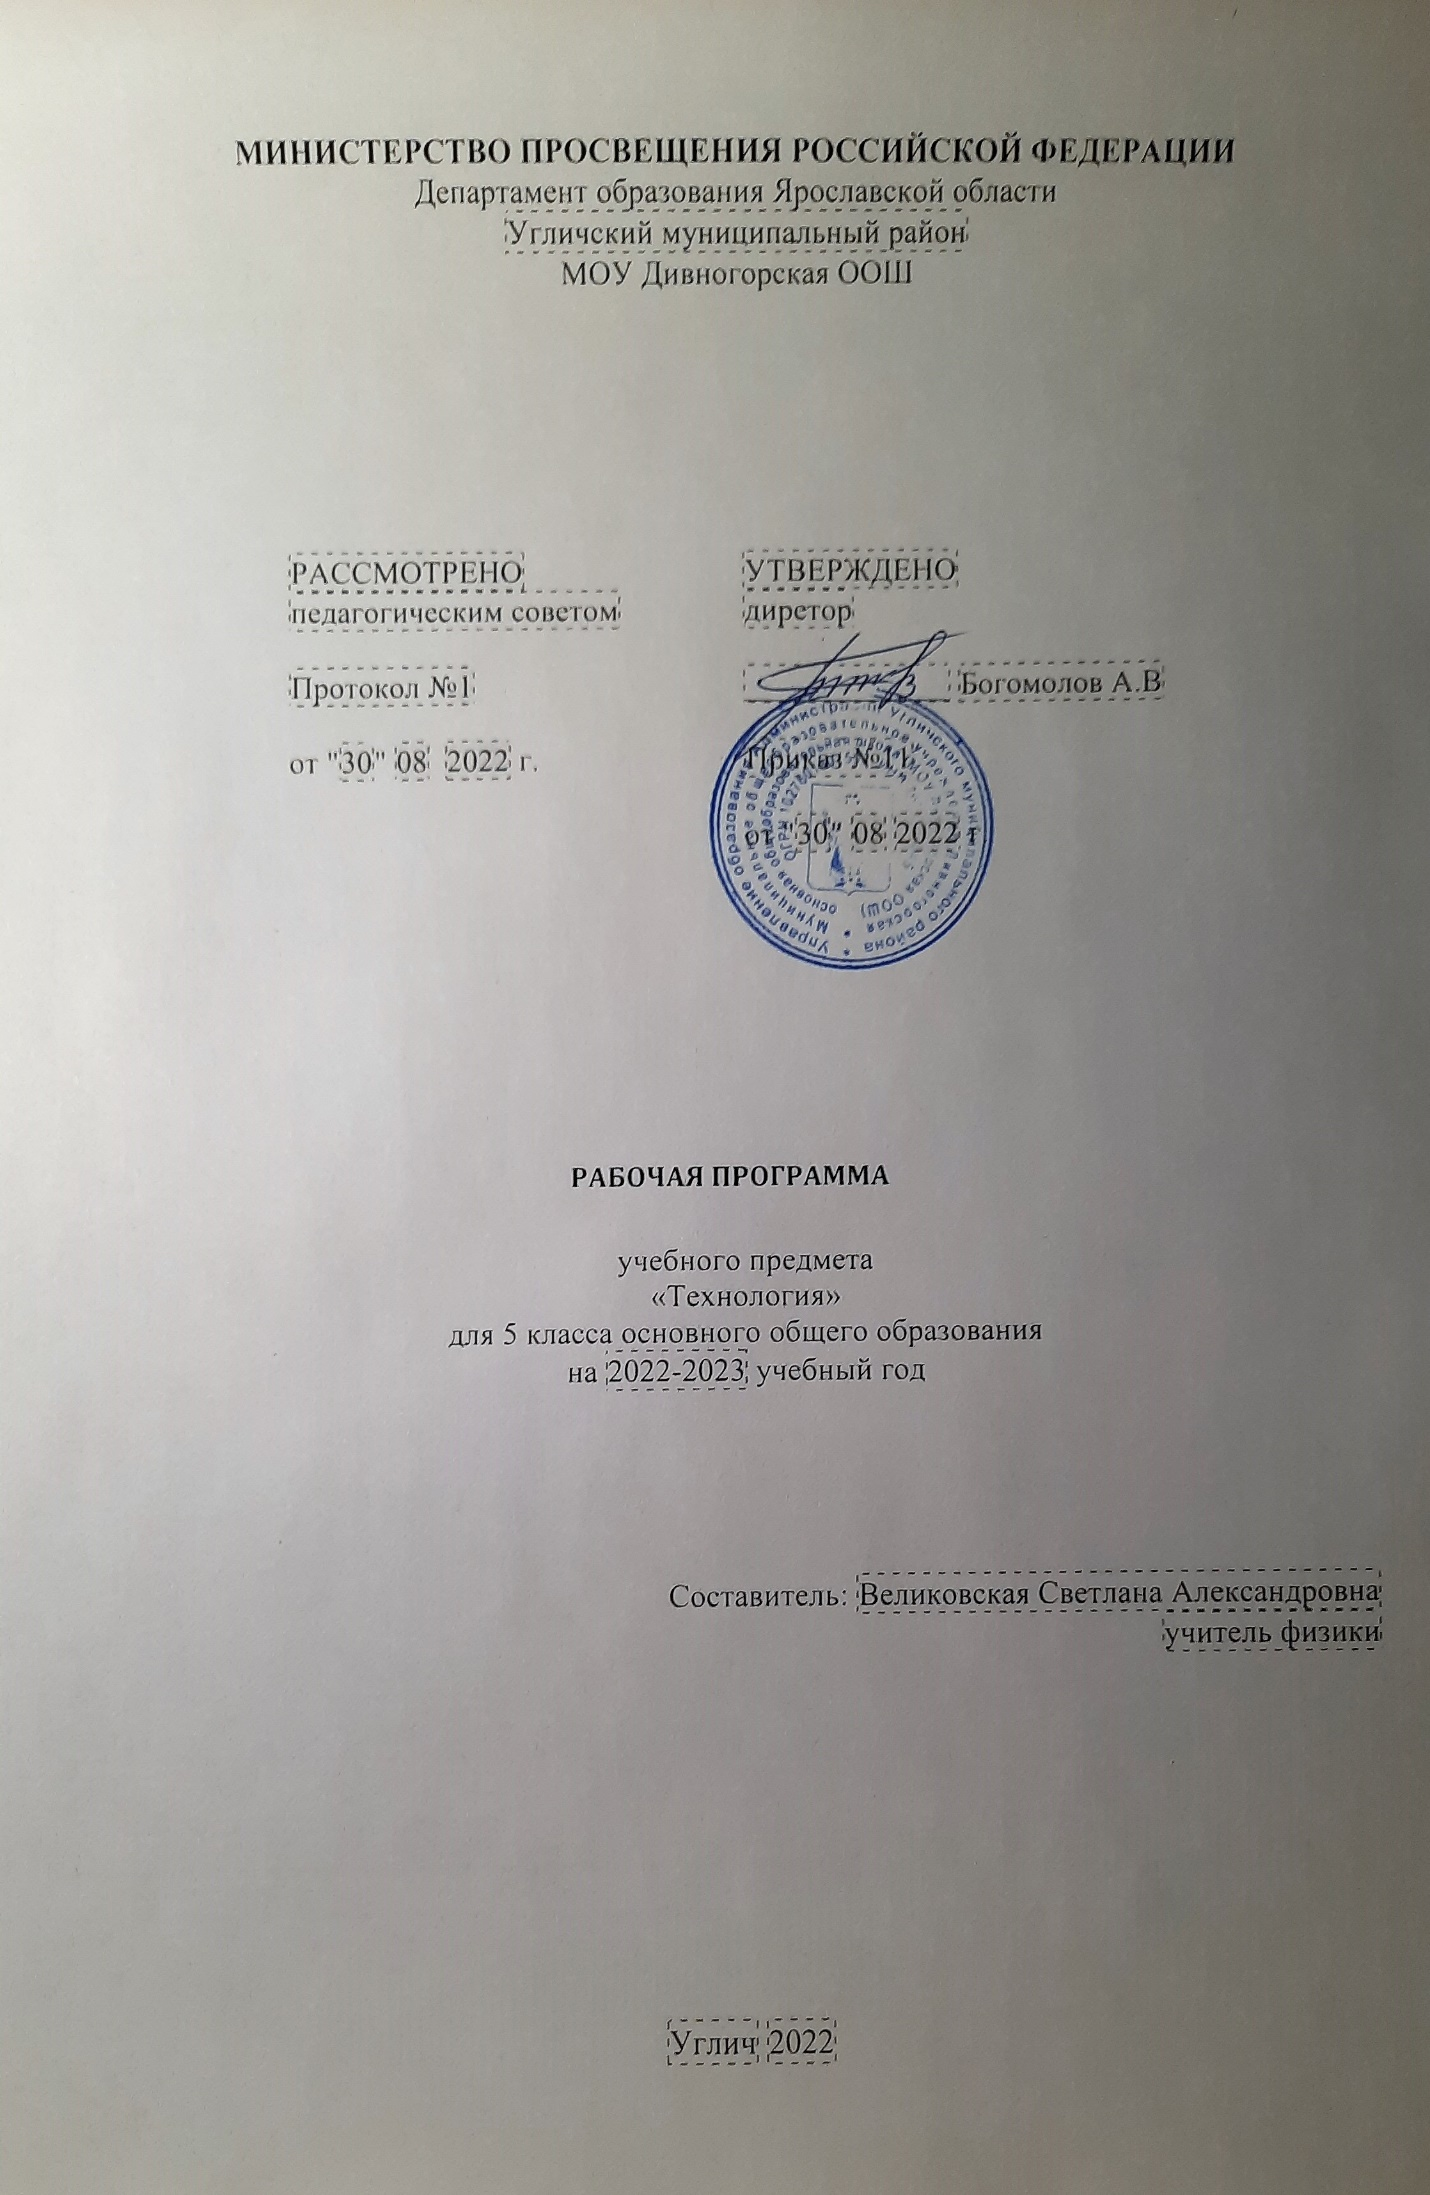 МИНИСТЕРСТВО ПРОСВЕЩЕНИЯ РОССИЙСКОЙ ФЕДЕРАЦИИ
Департамент образования Ярославской области
Угличский муниципальный район
МОУ Дивногорская ООШ
РАССМОТРЕНО
педагогическим советом
Протокол №1
от "30" 08 2022 г.
УТВЕРЖДЕНО
диретор
Богомолов А.В
Приказ №11
от "30" 08 2022 г
РАБОЧАЯ ПРОГРАММА
учебного предмета
«Технология»
для 5 класса основного общего образования
на 2022-2023 учебный год
Составитель: Великовская Светлана Александровна
учитель физики
Углич 2022